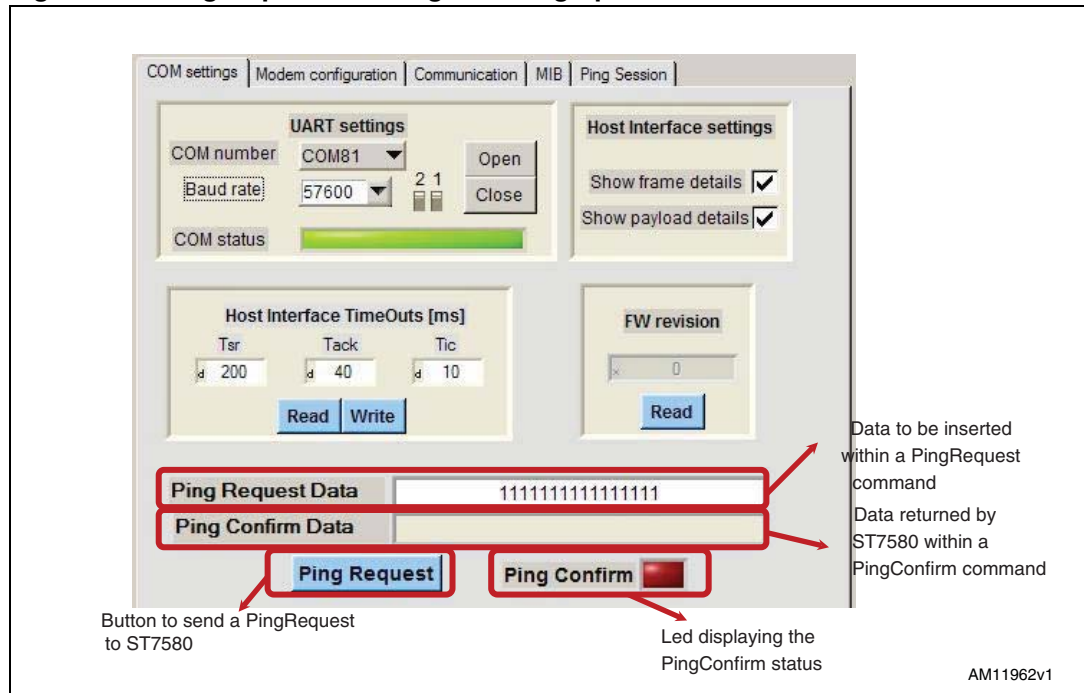 COM settings Modem configuration Communication MIB Ping Session
UART settings
COM number COM81 Open
Baud rate 57600 2 1 Close
COM status
Host Interface settings
Show frame details
Show payload details
Host Interface TimeOuts [ms]
Tsr Tack Tic
d 200 d 40 d 10
Read Write
FW revision
x 0
Read
Data to be inserted
within a PingRequest
command
Ping Request Data 1111111111111111
Ping Confirm Data
Data returned by
ST7580 within a
PingConfirm command
Ping Request Ping Confirm
Button to send a PingRequest
to ST7580
Led displaying the
PingConfirm status
AM11962v1